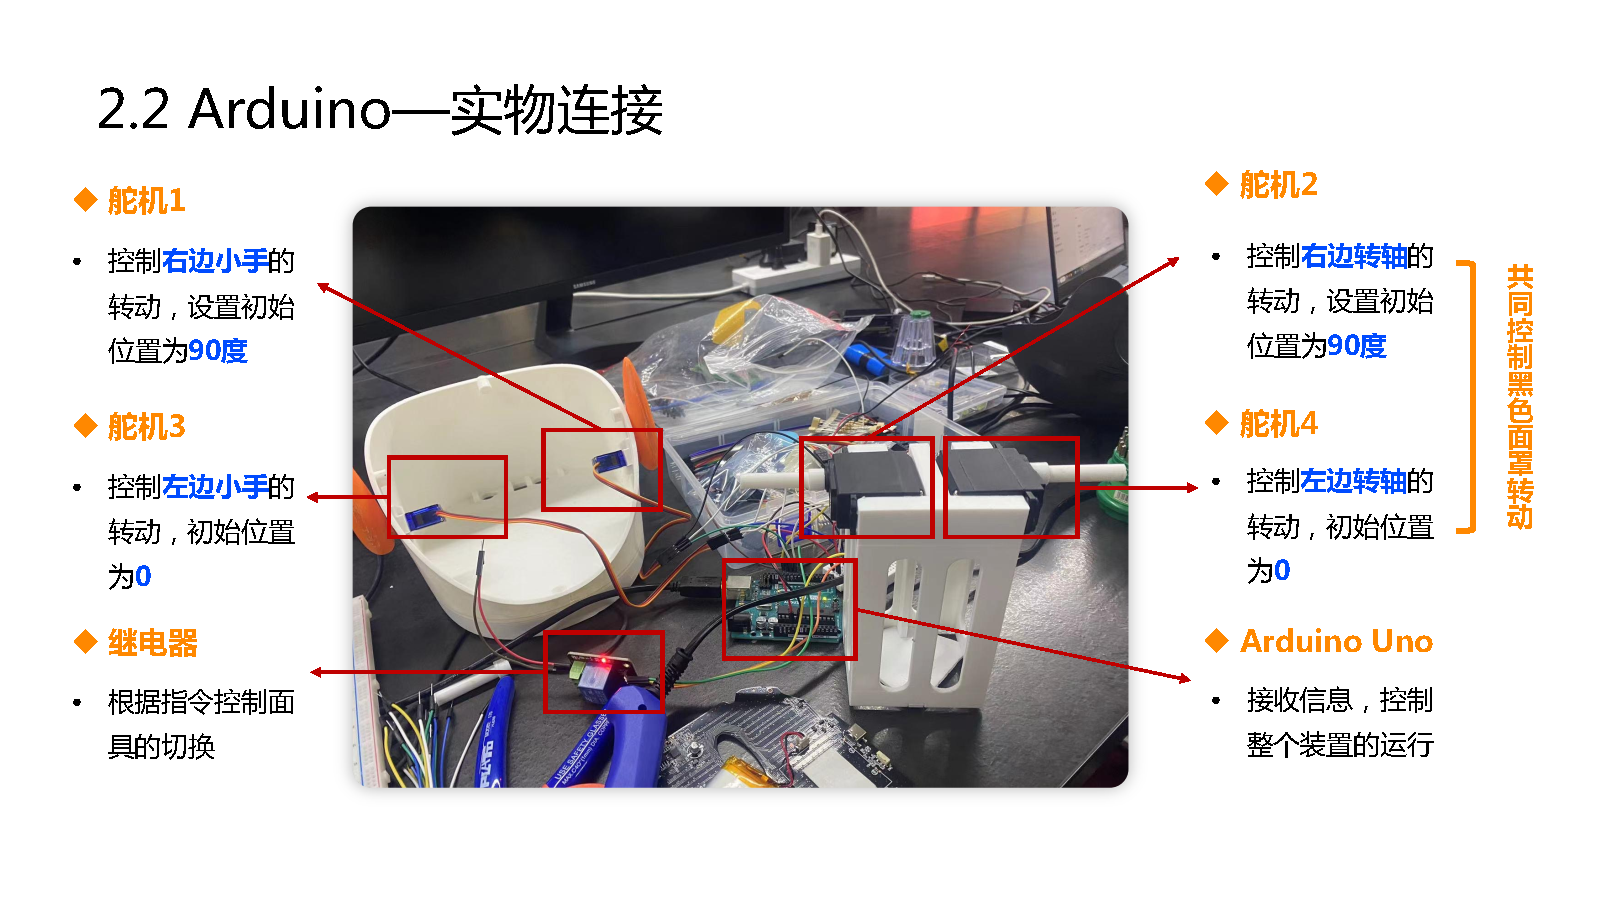 2.2 Arduino—实物连接
舵机1
控制右边小手的
转动，设置初始
位置为90度
舵机3
控制左边小手的
转动，初始位置
为0
继电器
根据指令控制面
具的切换
SAMSUNG
USE SAFETY GLASSES
舵机2
控制右边转轴的
转动，设置初始
位置为90度
舵机4
控制左边转轴的
转动，初始位置
为0
共同控制黑色面罩转动
Arduino Uno
接收信息，控制
整个装置的运行